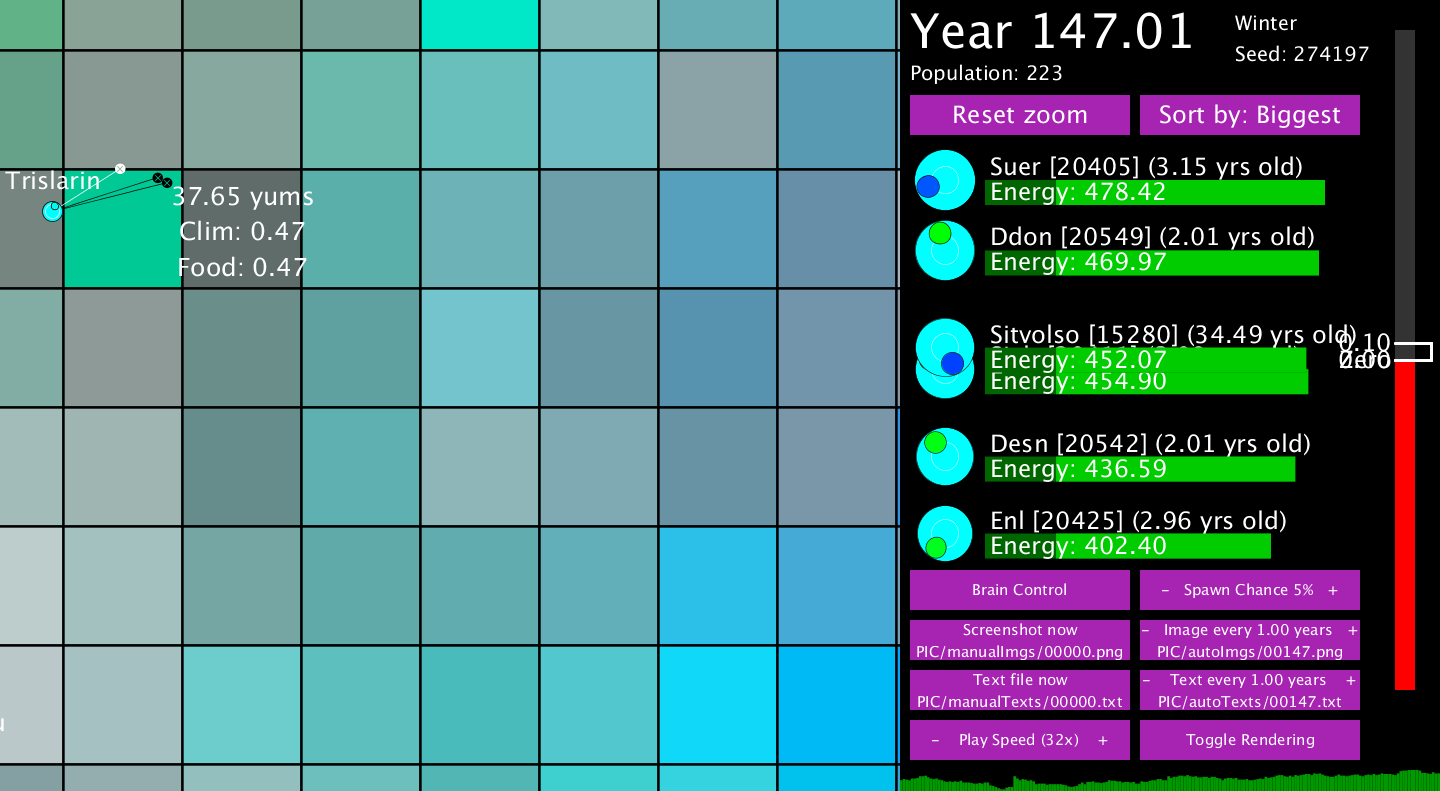 Year 147.01
Winter
Seed: 274197
Population: 223
Reset zoom
Sort by: Biggest
Trislarin
37.65 yums
Clim: 0.47
Food: 0.47
Suer [20405] (3.15 yrs old)
Energy: 478.42
Ddon [20549] (2.01 yrs old)
Energy: 469.97
Sitvolso [15280] (34.49 yrs old)
Energy: 452.07
Energy: 454.90
0.10
Desn [20542] (2.01 yrs old)
Energy: 436.59
Enl [20425] (2.96 yrs old)
Energy: 402.40
Brain Control
- Spawn Chance 5% +
Screenshot now
PIC/manualImgs/00000.png
- Image every 1.00 years +
PIC/autoImgs/00147.png
Text file now
PIC/manualTexts/00000.txt
- Text every 1.00 years +
PIC/autoTexts/00147.txt
- Play Speed (32x) +
Toggle Rendering